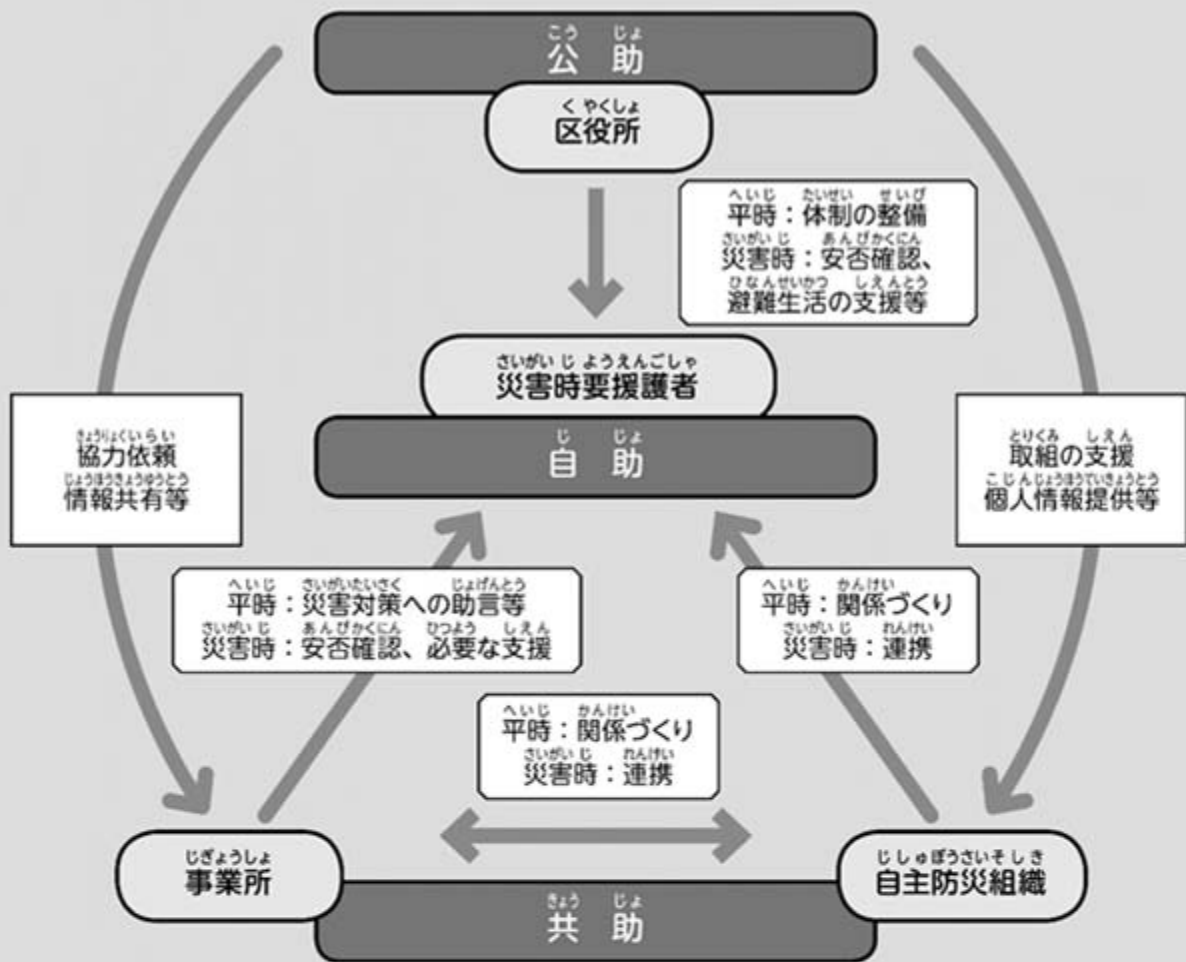 こう じょ
公 助
く やくしょ
区役所
へいじ たいせい せいび
平時：体制の整備
さいがい じ あんぴかくにん
災害時：安否確認、
ひなんせいかつ しえんとう
避難生活の支援等
さいがい じ ようえんごしゃ
災害時要援護者
じ じょ
自 助
きょうりょくいらい
協力依頼
じょうほうきょうゆうとう
情報共有等
とりくみ しえん
取組の支援
こじんじょうほうていきょうとう
個人情報提供等
へいじ さいがいたいさく じょげんとう
平時：災害対策への助言等
さいがい じ あんぴかくにん ひつよう しえん
災害時：安否確認、必要な支援
へいじ かんけい
平時：関係づくり
さいがい じ れんけい
災害時：連携
へいじ かんけい
平時：関係づくり
さいがい じ れんけい
災害時：連携
じぎょうしょ
事業所
じしゅぼうさいそしき
自主防災組織
きょう じょ
共 助